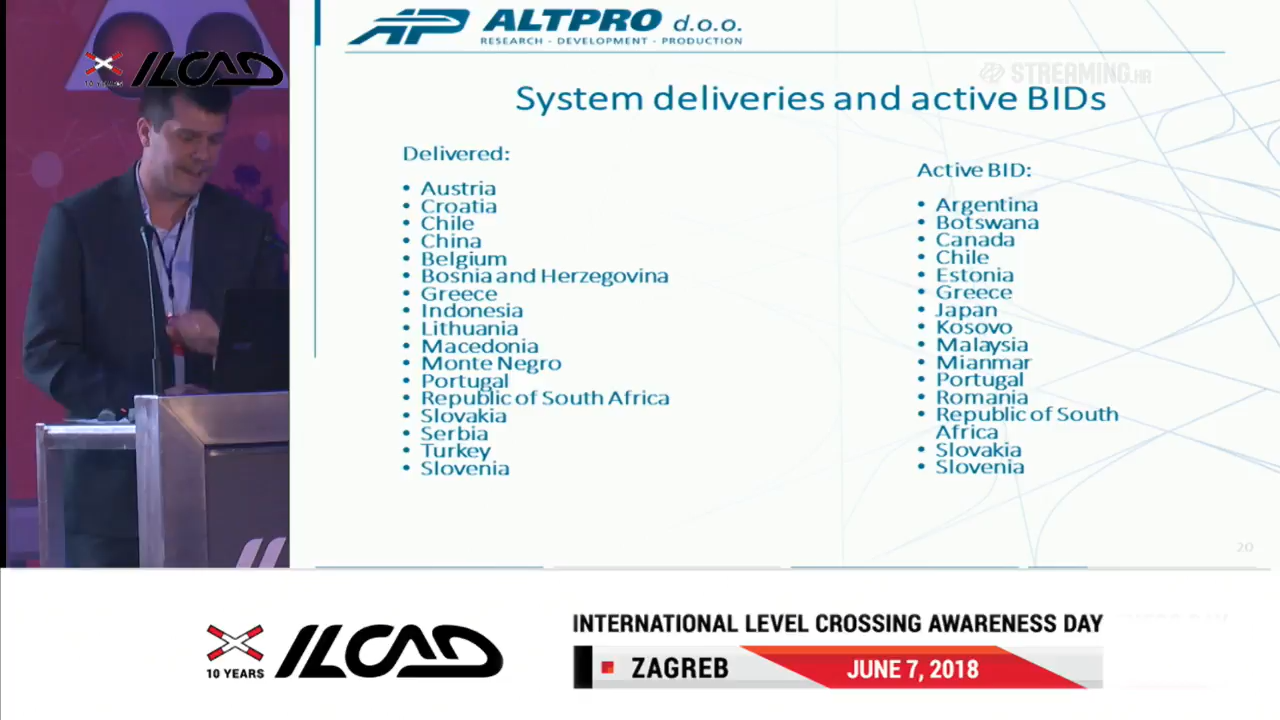 10 YEARS ILCAD
AP ALTPRO d.o.o.
RESEARCH - DEVELOPMENT - PRODUCTION
STREAMING.HR
System deliveries and active BIDs
Delivered:
• Austria
• Croatia
• Chile
• China
• Belgium
• Bosnia and Herzegovina
• Greece
• Indonesia
• Lithuania
• Macedonia
• Monte Negro
• Portugal
• Republic of South Africa
• Slovakia
• Serbia
• Turkey
• Slovenia
Active BID:
• Argentina
• Botswana
• Canada
• Chile
• Estonia
• Greece
• Japan
• Kosovo
• Malaysia
• Mianmar
• Portugal
• Romania
• Republic of South
Africa
• Slovakia
• Slovenia
20
10 YEARS ILCAD
INTERNATIONAL LEVEL CROSSING AWARENESS DAY
ZAGREB JUNE 7, 2018